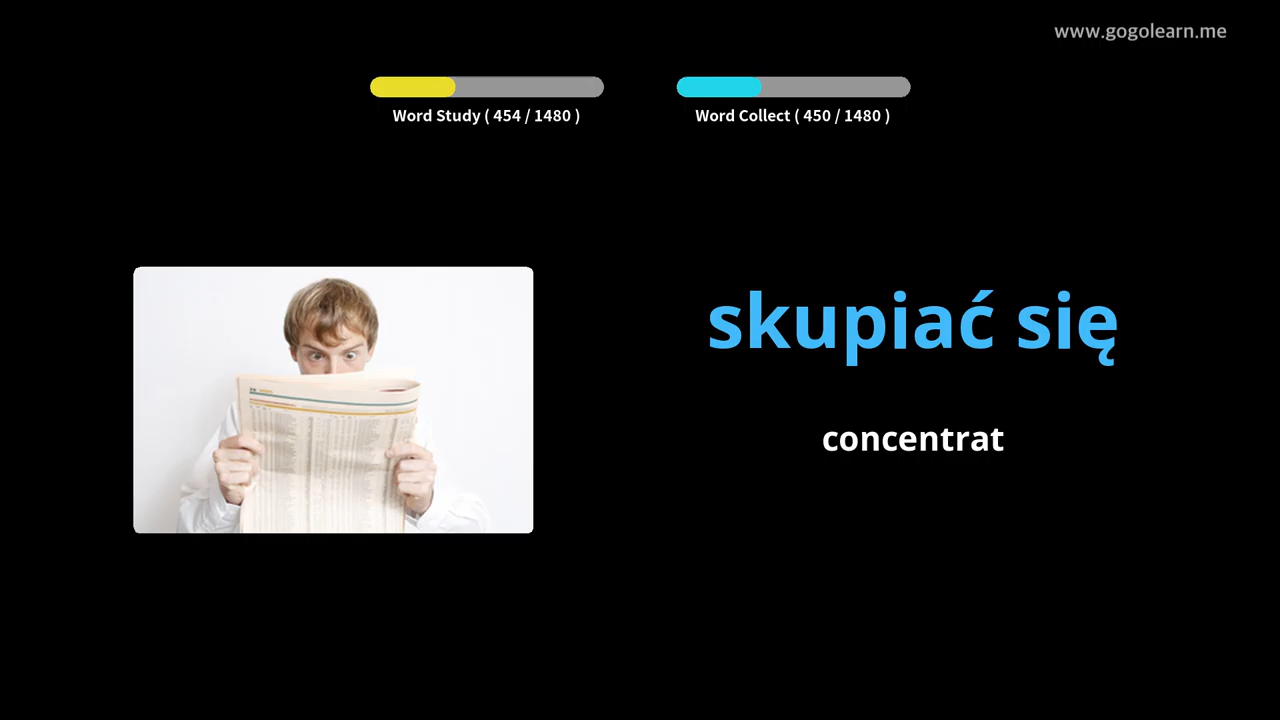 www.gogolearn.me
Word Study ( 454 / 1480 )
Word Collect ( 450 / 1480 )
skupiać się
concentrat